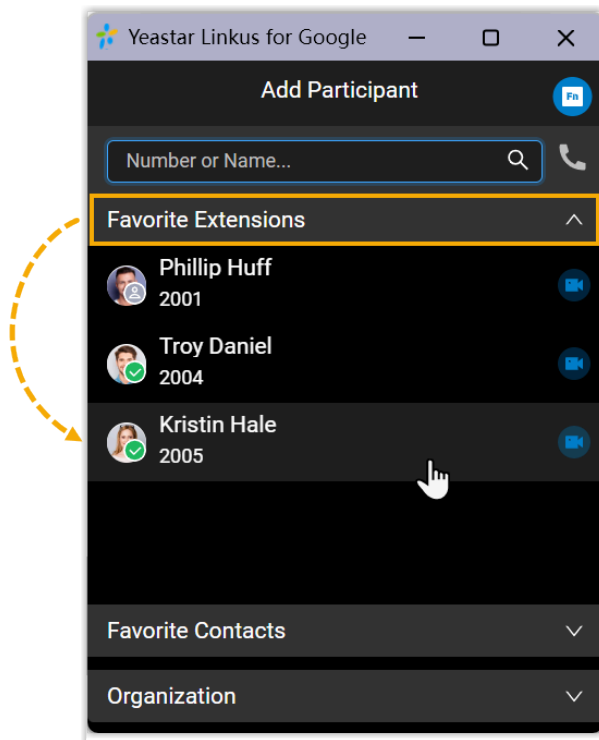 Yeastar Linkus for Google
Add Participant
Fn
Number or Name...
Favorite Extensions
Phillip Huff
2001
Troy Daniel
2004
Kristin Hale
2005
Favorite Contacts
Organization